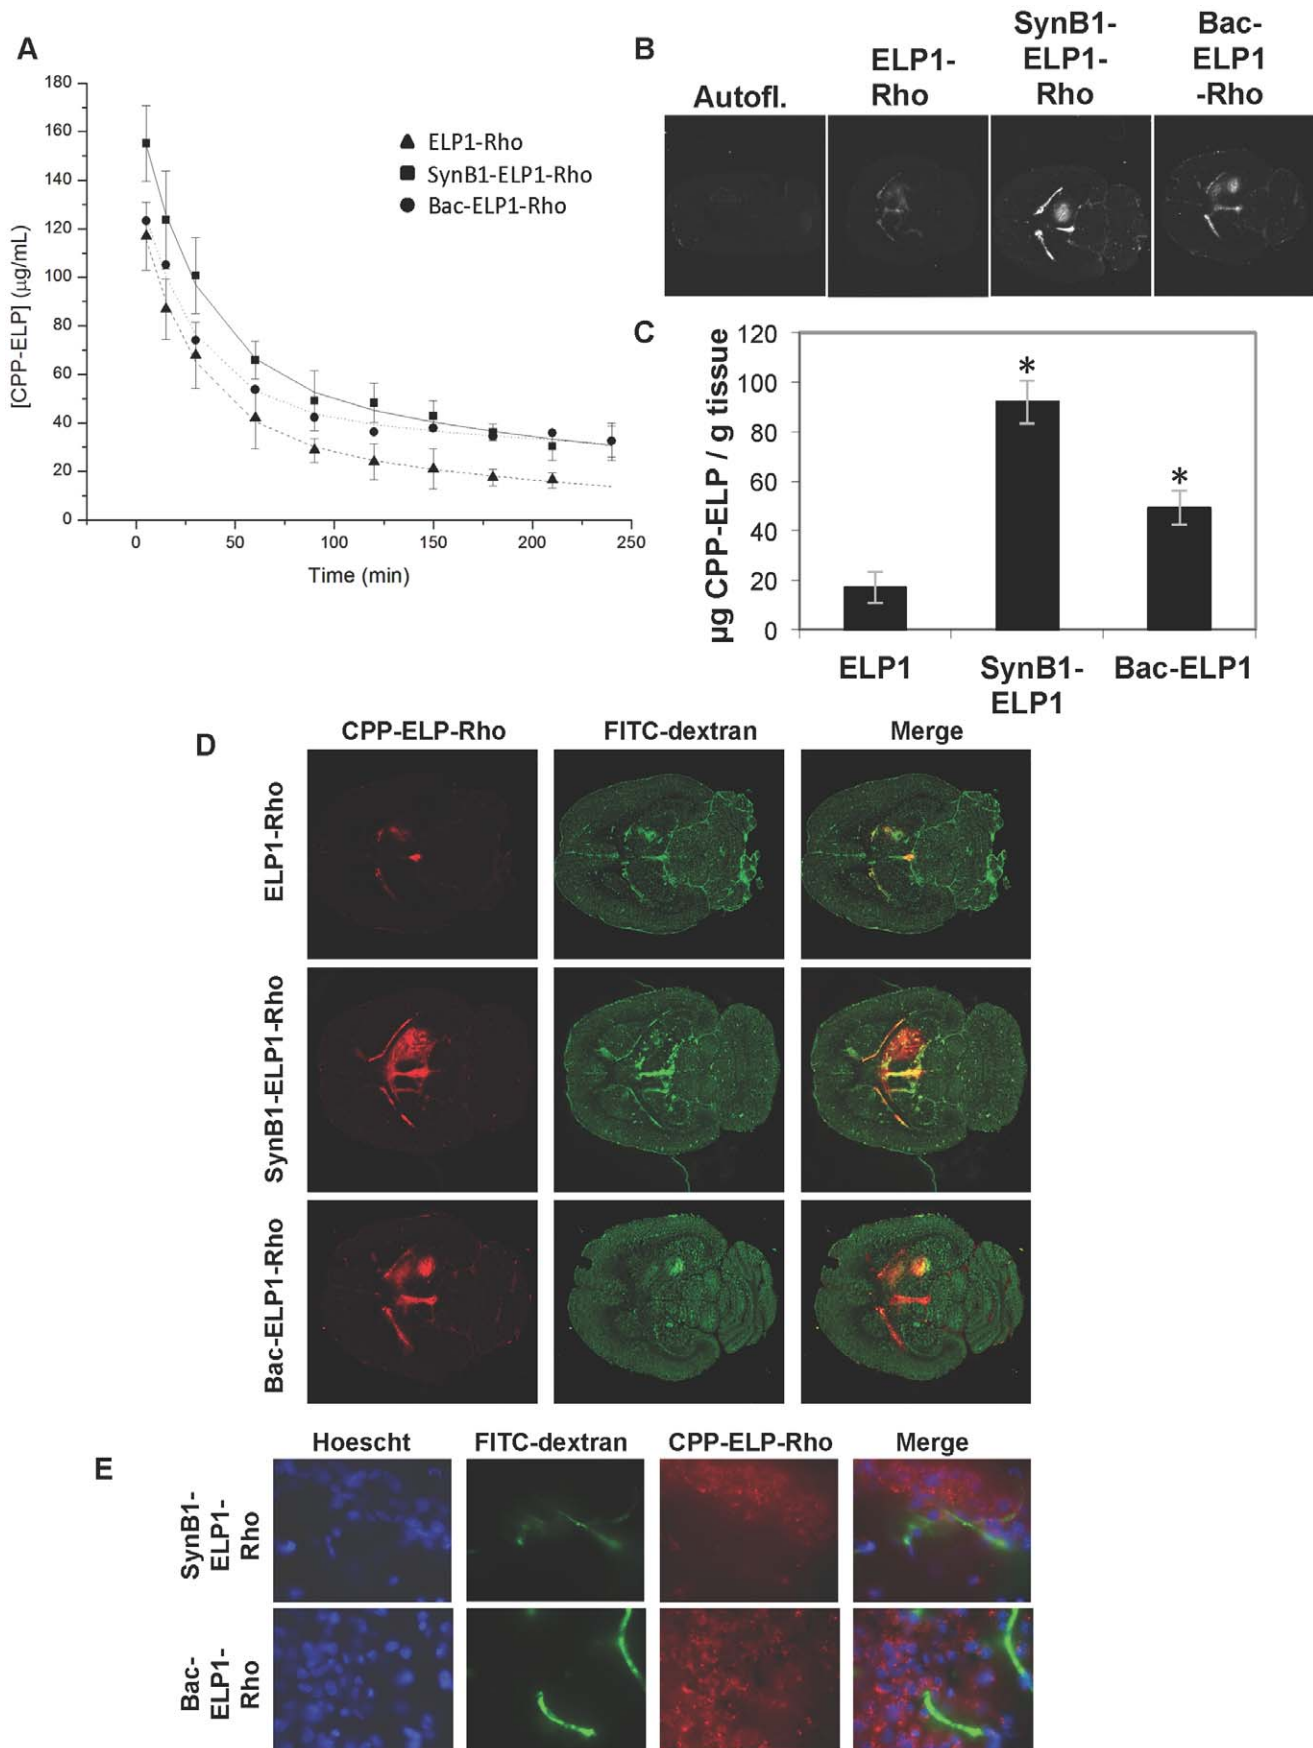 A
180
160
140
120
100
80
60
40
20
0
[CPP-ELP] (µg/mL)
ELP1-Rho
SynB1-ELP1-Rho
Bac-ELP1-Rho
0 50 100 150 200 250
Time (min)
B
Autofl.
ELP1-
Rho
SynB1-
ELP1-
Rho
Bac-
ELP1
-Rho
C
µg CPP-ELP / g tissue
120
100
80
60
40
20
0
*
*
ELP1
SynB1-
ELP1
Bac-ELP1
D
CPP-ELP-Rho FITC-dextran Merge
ELP1-Rho
SynB1-ELP1-Rho
Bac-ELP1-Rho
E
Hoescht FITC-dextran CPP-ELP-Rho Merge
SynB1-
ELP1-
Rho
Bac-
ELP1-
Rho